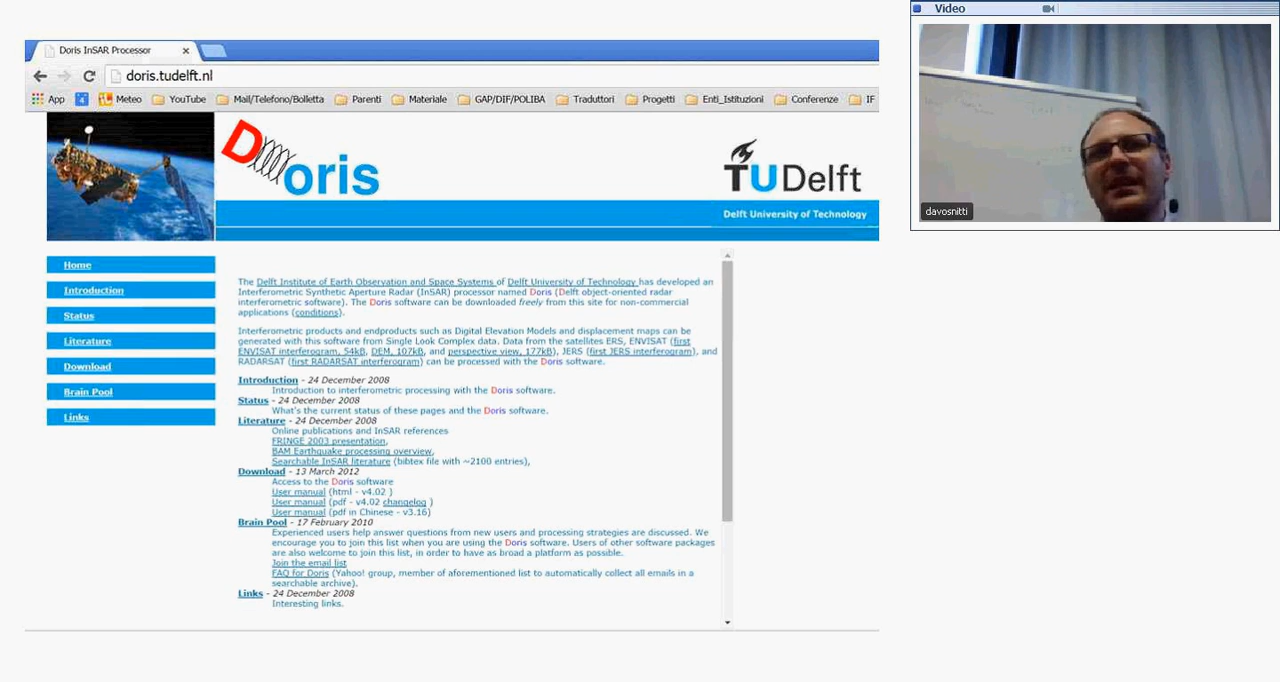 Doris InSAR Processor
doris.tudelft.nl
App
4
Meteo
YouTube
Mail/Telefono/Bolletta
Parenti
Materiale
GAP/DIF/POLIBA
Traduttori
Progetti
Enti_Istituzioni
Conferenze
IF
Doris
TUDelft
Delft University of Technology
Home
Introduction
Status
Literature
Download
Brain Pool
Links
The Delft Institute of Earth Observation and Space Systems of Delft University of Technology has developed an
Interferometric Synthetic Aperture Radar (InSAR) processor named Doris (Delft object-oriented radar
interferometric software). The Doris software can be downloaded freely from this site for non-commercial
applications (conditions).
Interferometric products and endproducts such as Digital Elevation Models and displacement maps can be
generated with this software from Single Look Complex data. Data from the satellites ERS, ENVISAT (first
ENVISAT interferogram, 54kB, DEM, 107kB, and perspective view, 177kB), JERS (first JERS interferogram), and
RADARSAT (first RADARSAT interferogram) can be processed with the Doris software.
Introduction - 24 December 2008
Introduction to interferometric processing with the Doris software.
Status - 24 December 2008
What's the current status of these pages and the Doris software.
Literature - 24 December 2008
Online publications and InSAR references
FRINGE 2003 presentation,
BAM Earthquake processing overview,
Searchable InSAR literature (bibtex file with ~2100 entries),
Download - 13 March 2012
Access to the Doris software
User manual (html - v4.02 )
User manual (pdf - v4.02 changelog )
User manual (pdf in Chinese - v3.16)
Brain Pool - 17 February 2010
Experienced users help answer questions from new users and processing strategies are discussed. We
encourage you to join this list when you are using the Doris software. Users of other software packages
are also welcome to join this list, in order to have as broad a platform as possible.
Join the email list
FAQ for Doris (Yahoo! group, member of aforementioned list to automatically collect all emails in a
searchable archive).
Links - 24 December 2008
Interesting links.
Video
davosnitti